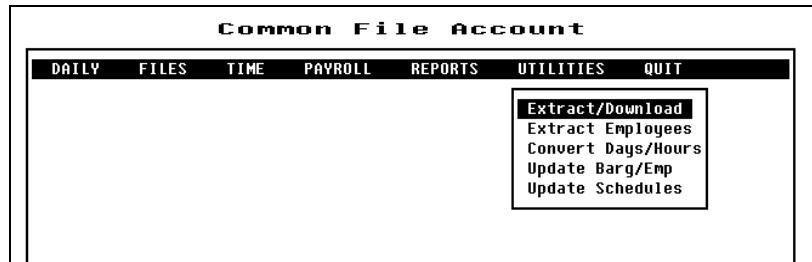 Common File Account
DAILY FILES TIME PAYROLL REPORTS UTILITIES QUIT
Extract/Download
Extract Employees
Convert Days/Hours
Update Barg/Emp
Update Schedules